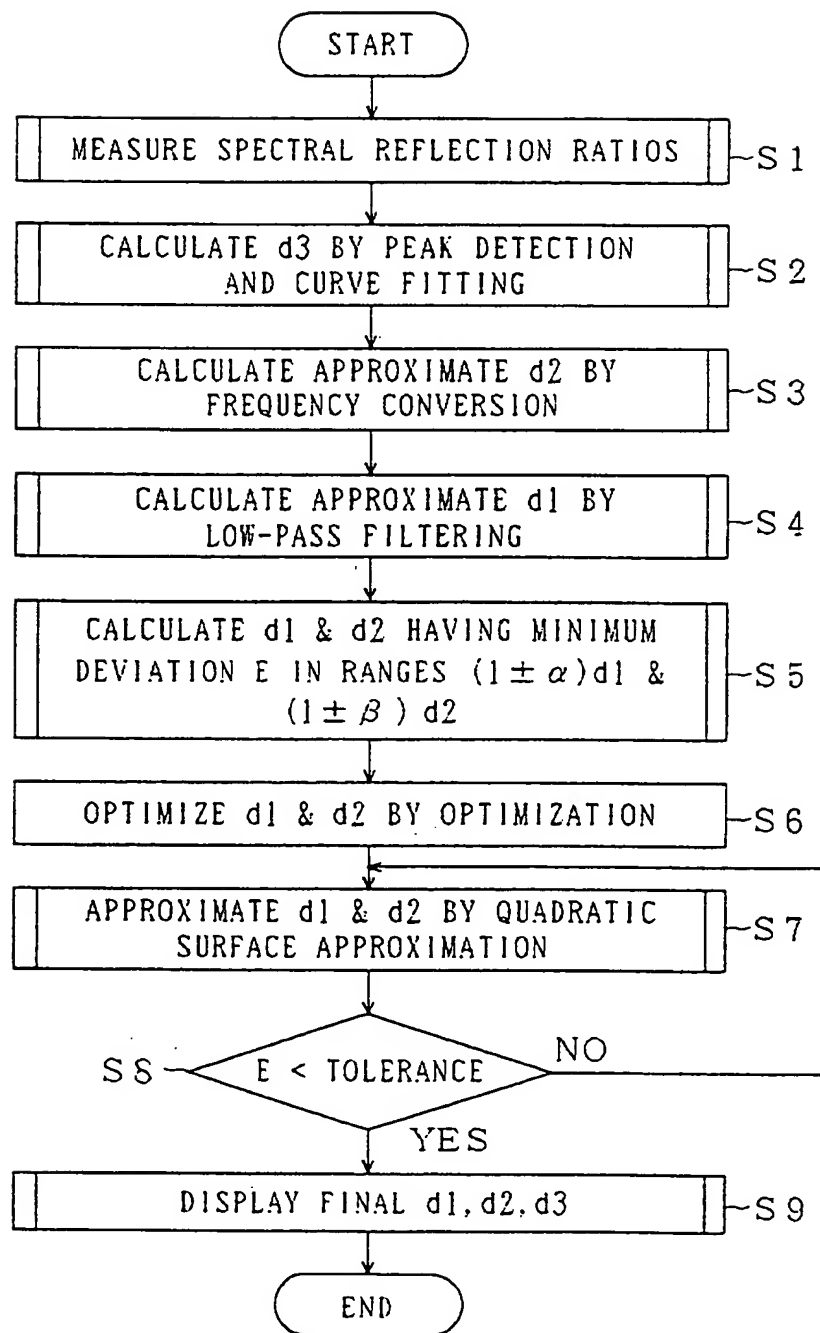 START
MEASURE SPECTRAL REFLECTION RATIOS
S1
CALCULATE d3 BY PEAK DETECTION
AND CURVE FITTING
S2
CALCULATE APPROXIMATE d2 BY
FREQUENCY CONVERSION
S3
CALCULATE APPROXIMATE d1 BY
LOW-PASS FILTERING
S4
CALCULATE d1 & d2 HAVING MINIMUM
DEVIATION E IN RANGES (1 ± α)d1 &
(1 ± β) d2
S5
OPTIMIZE d1 & d2 BY OPTIMIZATION
S6
APPROXIMATE d1 & d2 BY QUADRATIC
SURFACE APPROXIMATION
S7
S8
E < TOLERANCE
NO
YES
DISPLAY FINAL d1,d2,d3
S9
END